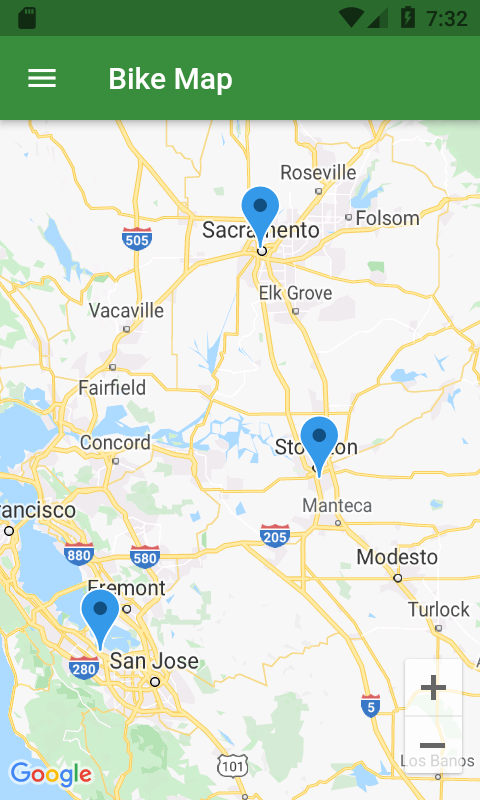 7:32
Bike Map
Roseville
Folsom
Sacramento
505
Elk Grove
Vacaville
Fairfield
Concord
Stockton
Manteca
rancisco
205
880
580
Modesto
Fremont
Turlock
San Jose
280
5
101
Los Banos
Google